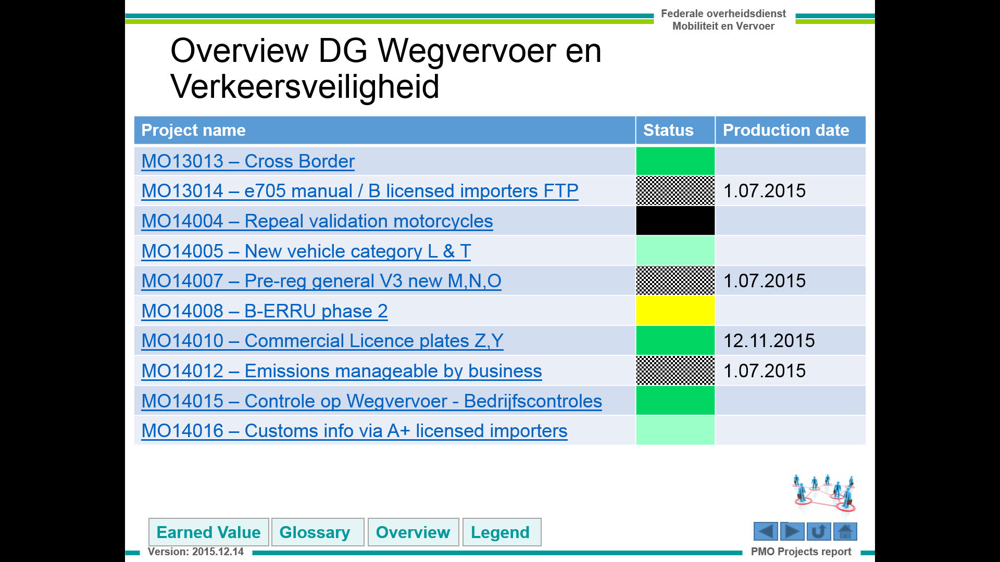 Federale overheidsdienst
Mobiliteit en Vervoer
Overview DG Wegvervoer en
Verkeersveiligheid
Project name Status Production date
MO13013 – Cross Border
MO13014 – e705 manual / B licensed importers FTP 1.07.2015
MO14004 – Repeal validation motorcycles
MO14005 – New vehicle category L & T
MO14007 – Pre-reg general V3 new M,N,O 1.07.2015
MO14008 – B-ERRU phase 2
MO14010 – Commercial Licence plates Z,Y 12.11.2015
MO14012 – Emissions manageable by business 1.07.2015
MO14015 – Controle op Wegvervoer - Bedrijfscontroles
MO14016 – Customs info via A+ licensed importers
Earned Value Glossary Overview Legend
Version: 2015.12.14 PMO Projects report